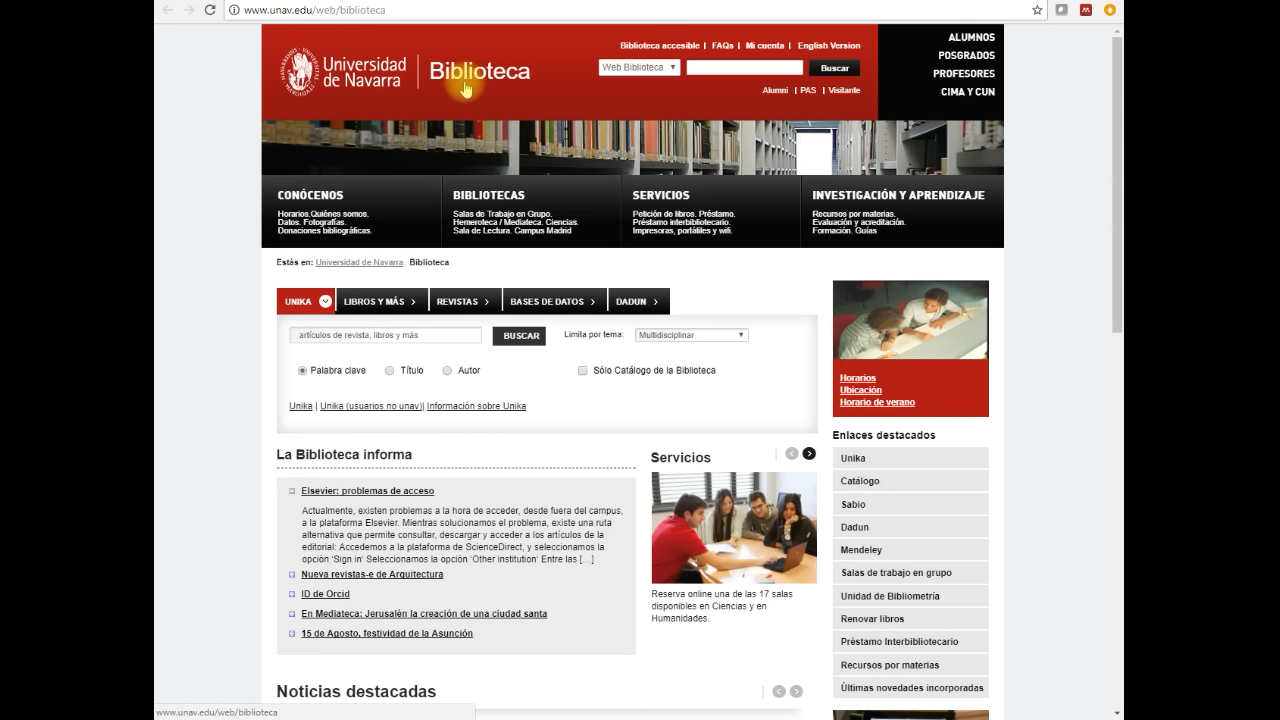 www.unav.edu/web/biblioteca
Universidad
de Navarra
Biblioteca
Biblioteca accesible | FAQs | Mi cuenta | English Version
Web Biblioteca
Buscar
Alumni | PAS | Visitante
ALUMNOS
POSGRADOS
PROFESORES
CIMA Y CUN
CONÓCENOS
Horarios.Quiénes somos.
Datos. Fotografías.
Donaciones bibliográficas.
BIBLIOTECAS
Salas de Trabajo en Grupo.
Hemeroteca / Mediateca. Ciencias.
Sala de Lectura. Campus Madrid
SERVICIOS
Petición de libros. Préstamo.
Préstamo interbibliotecario.
Impresoras, portátiles y wifi.
INVESTIGACIÓN Y APRENDIZAJE
Recursos por materias.
Evaluación y acreditación.
Formación. Guías
Estás en: Universidad de Navarra. Biblioteca
UNIKA
LIBROS Y MÁS
REVISTAS
BASES DE DATOS
DADUN
artículos de revista, libros y más
BUSCAR
Limita por tema:
Multidisciplinar
Palabra clave
Título
Autor
Sólo Catálogo de la Biblioteca
Unika | Unika (usuarios no unav)| Información sobre Unika
Horarios
Ubicación
Horario de verano
La Biblioteca informa
Elsevier: problemas de acceso
Actualmente, existen problemas a la hora de acceder, desde fuera del campus,
a la plataforma Elsevier. Mientras solucionamos el problema, existe una ruta
alternativa que permite consultar, descargar y acceder a los artículos de la
editorial: Accedemos a la plataforma de ScienceDirect, y seleccionamos la
opción 'Sign in' Seleccionamos la opción 'Other institution' Entre las [...]
Nueva revistas-e de Arquitectura
ID de Orcid
En Mediateca: Jerusalén la creación de una ciudad santa
15 de Agosto, festividad de la Asunción
Servicios
Reserva online una de las 17 salas
disponibles en Ciencias y en
Humanidades.
Enlaces destacados
Unika
Catálogo
Sabio
Dadun
Mendeley
Salas de trabajo en grupo
Unidad de Bibliometría
Renovar libros
Préstamo Interbibliotecario
Recursos por materias
Últimas novedades incorporadas
Noticias destacadas
www.unav.edu/web/biblioteca